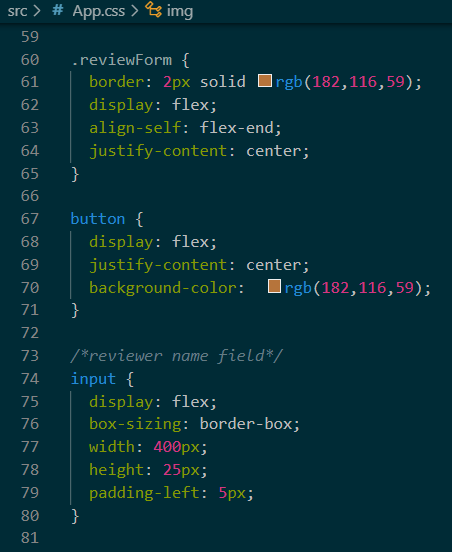 src > # App.css > img
59
60 .reviewForm {
61   border: 2px solid rgb(182,116,59);
62   display: flex;
63   align-self: flex-end;
64   justify-content: center;
65 }
66
67 button {
68   display: flex;
69   justify-content: center;
70   background-color:  rgb(182,116,59);
71 }
72
73 /*reviewer name field*/
74 input {
75   display: flex;
76   box-sizing: border-box;
77   width: 400px;
78   height: 25px;
79   padding-left: 5px;
80 }
81